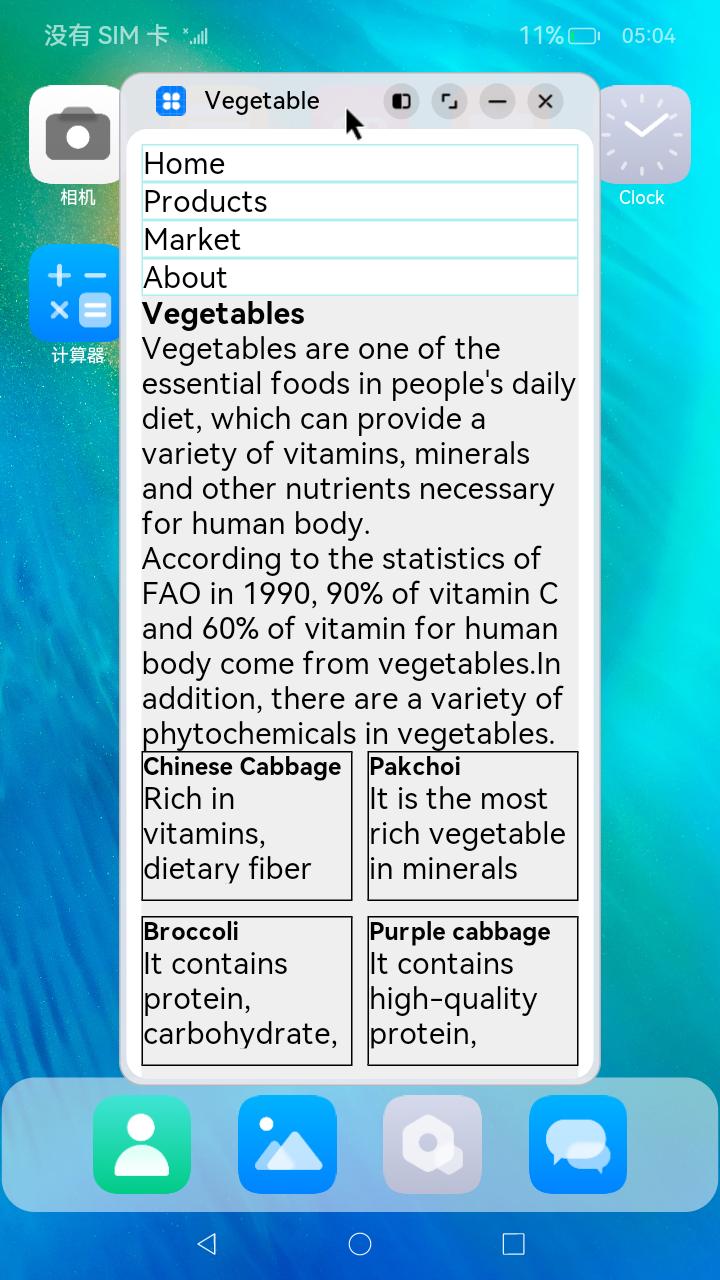 没有 SIM 卡
11%
05:04
Vegetable
相机
Clock
计算器
Home
Products
Market
About
Vegetables
Vegetables are one of the
essential foods in people's daily
diet, which can provide a
variety of vitamins, minerals
and other nutrients necessary
for human body.
According to the statistics of
FAO in 1990, 90% of vitamin C
and 60% of vitamin for human
body come from vegetables.In
addition, there are a variety of
phytochemicals in vegetables.
Chinese Cabbage
Rich in
vitamins,
dietary fiber
Pakchoi
It is the most
rich vegetable
in minerals
Broccoli
It contains
protein,
carbohydrate,
Purple cabbage
It contains
high-quality
protein,